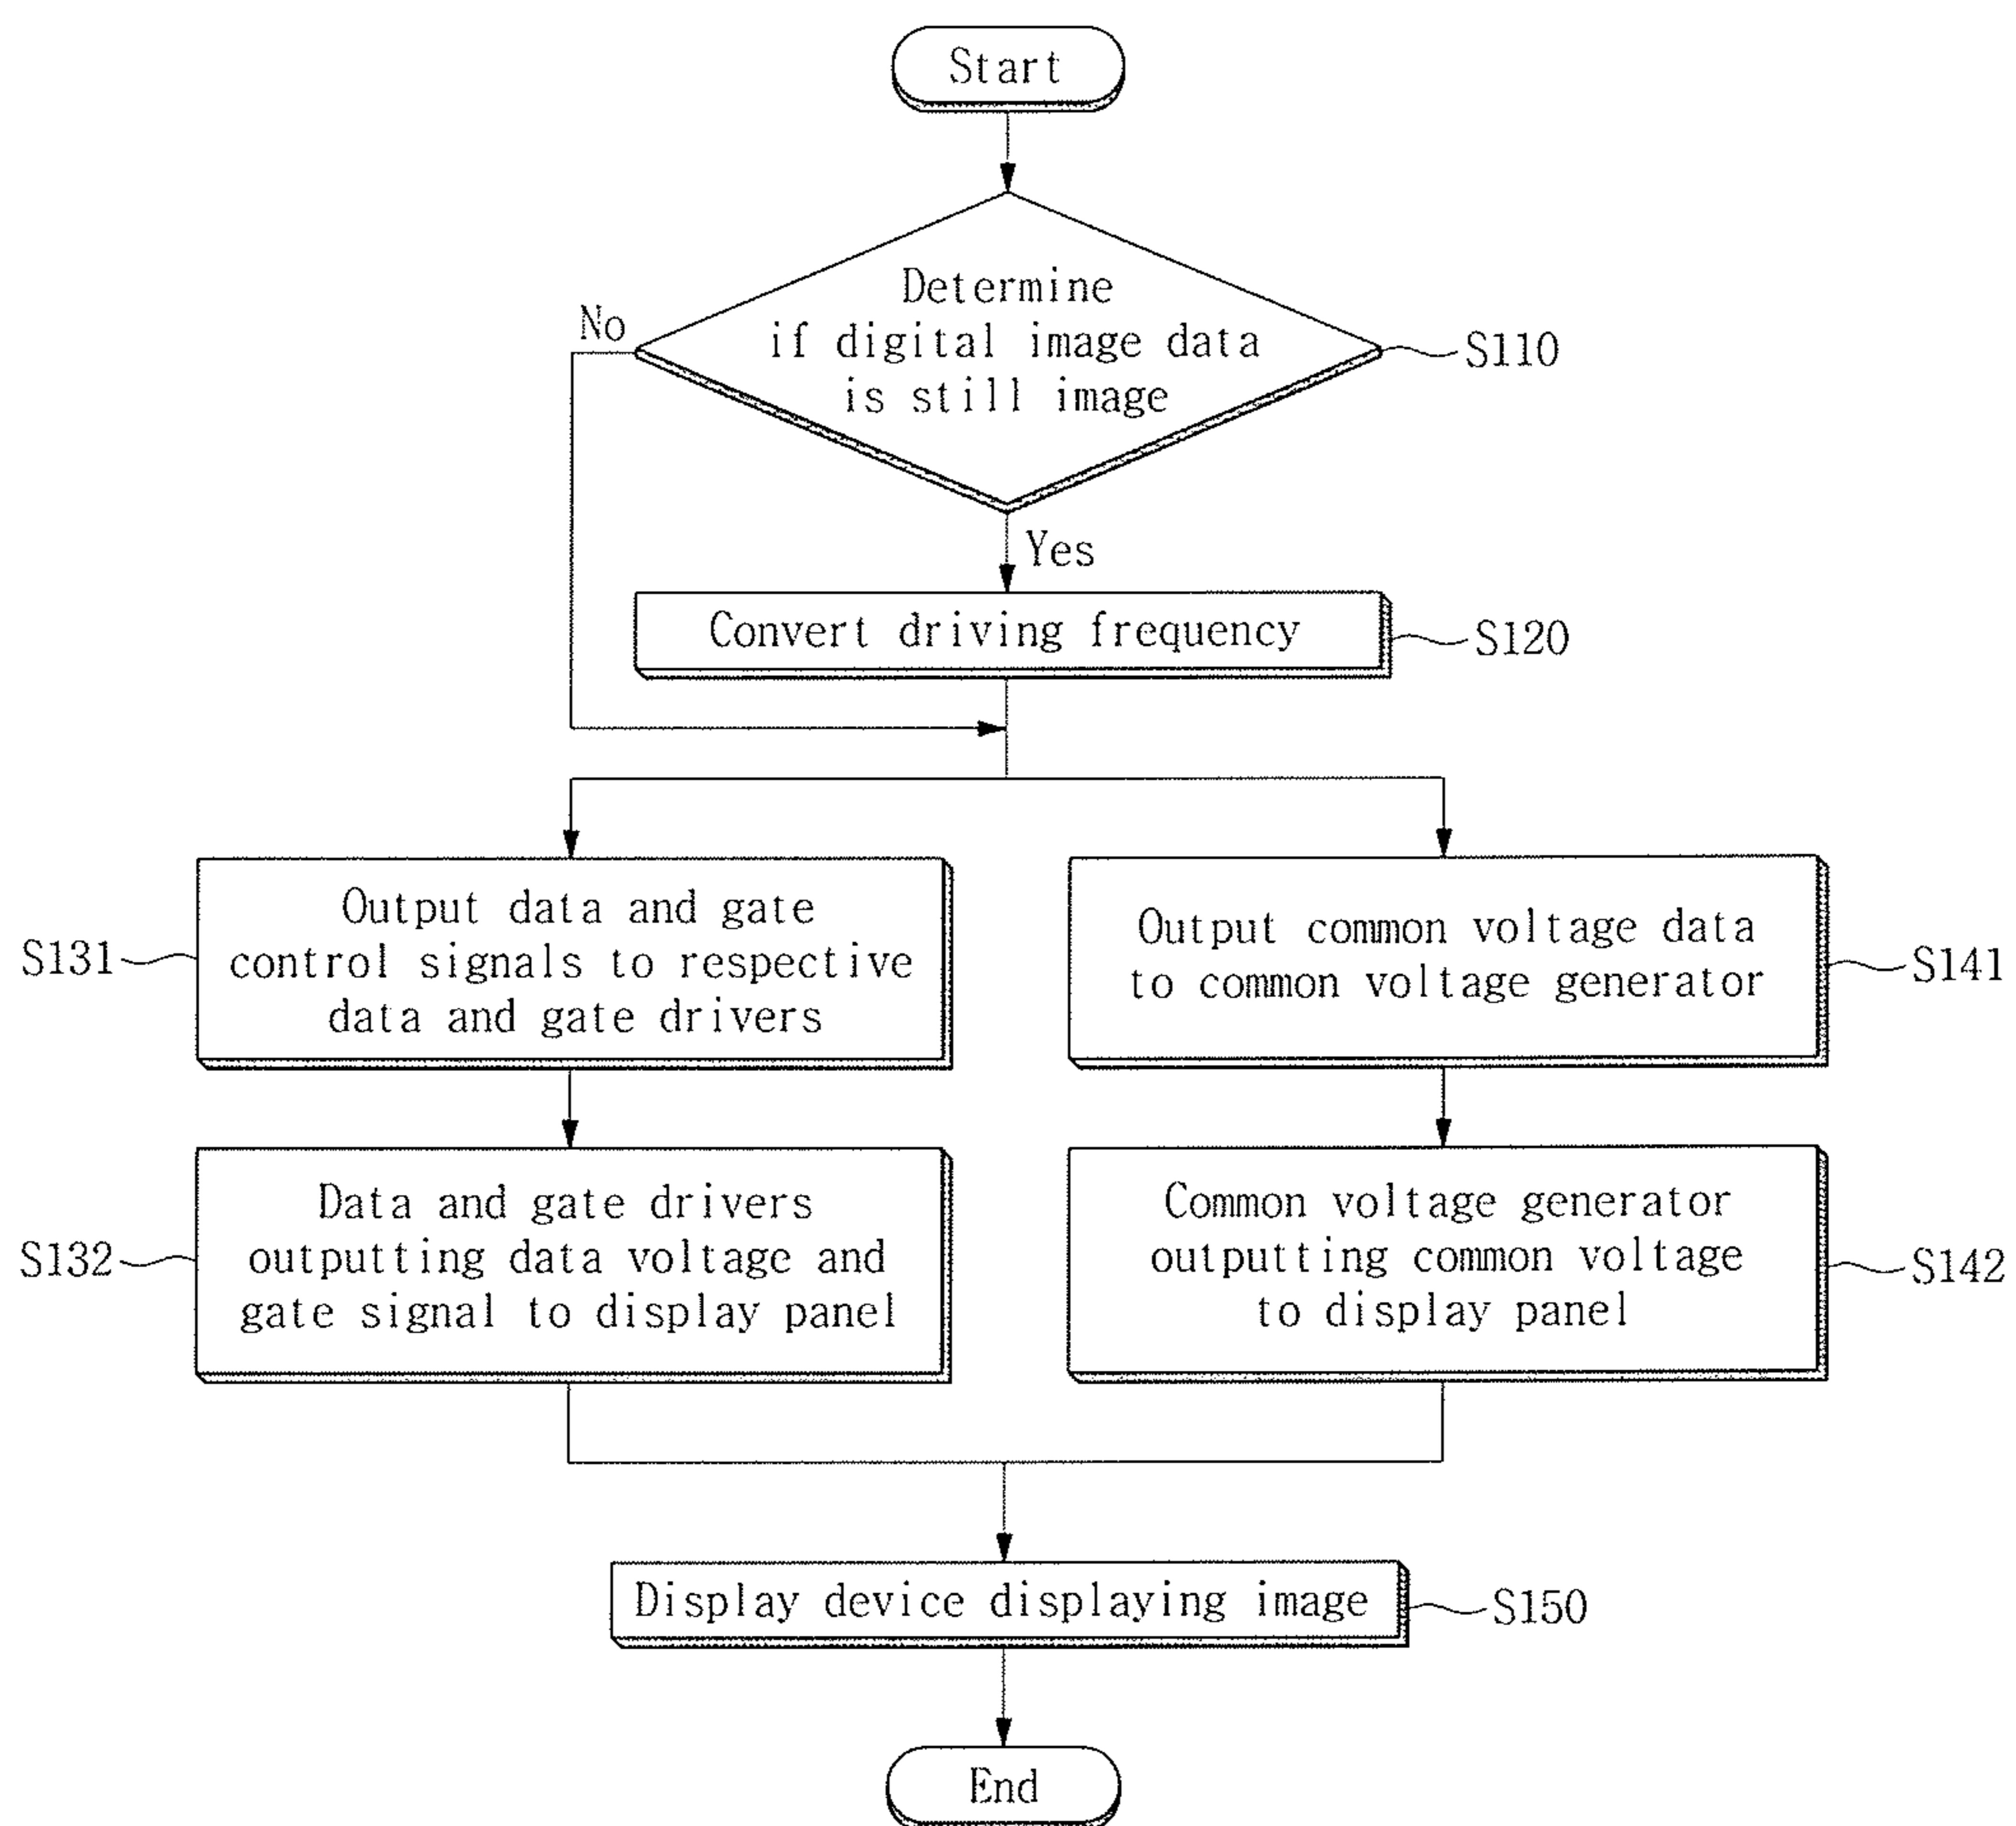 Start
Determine
if digital image data
is still image
No
S110
Yes
Convert driving frequency
S120
Output data and gate
control signals to respective
data and gate drivers
S131
Output common voltage data
to common voltage generator
S141
Data and gate drivers
outputting data voltage and
gate signal to display panel
S132
Common voltage generator
outputting common voltage
to display panel
S142
Display device displaying image
S150
End